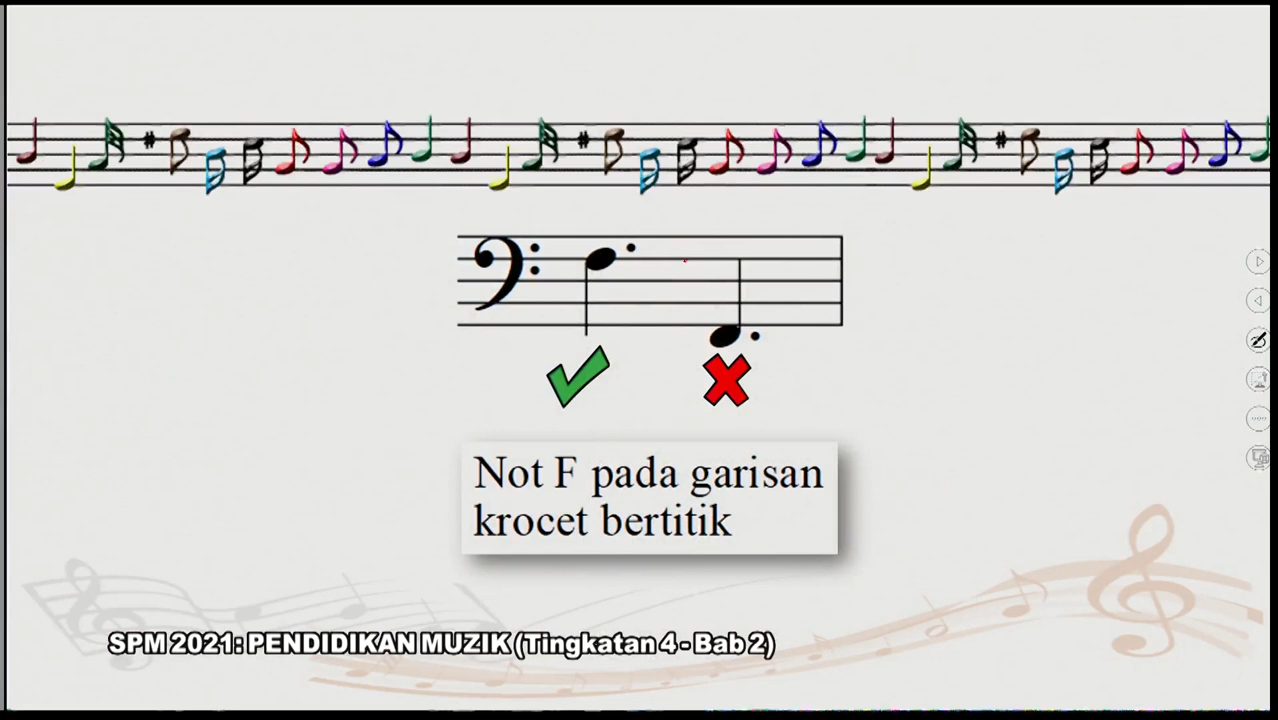 Not F pada garisan
krocet bertitik
SPM 2021: PENDIDIKAN MUZIK (Tingkatan 4 - Bab 2)